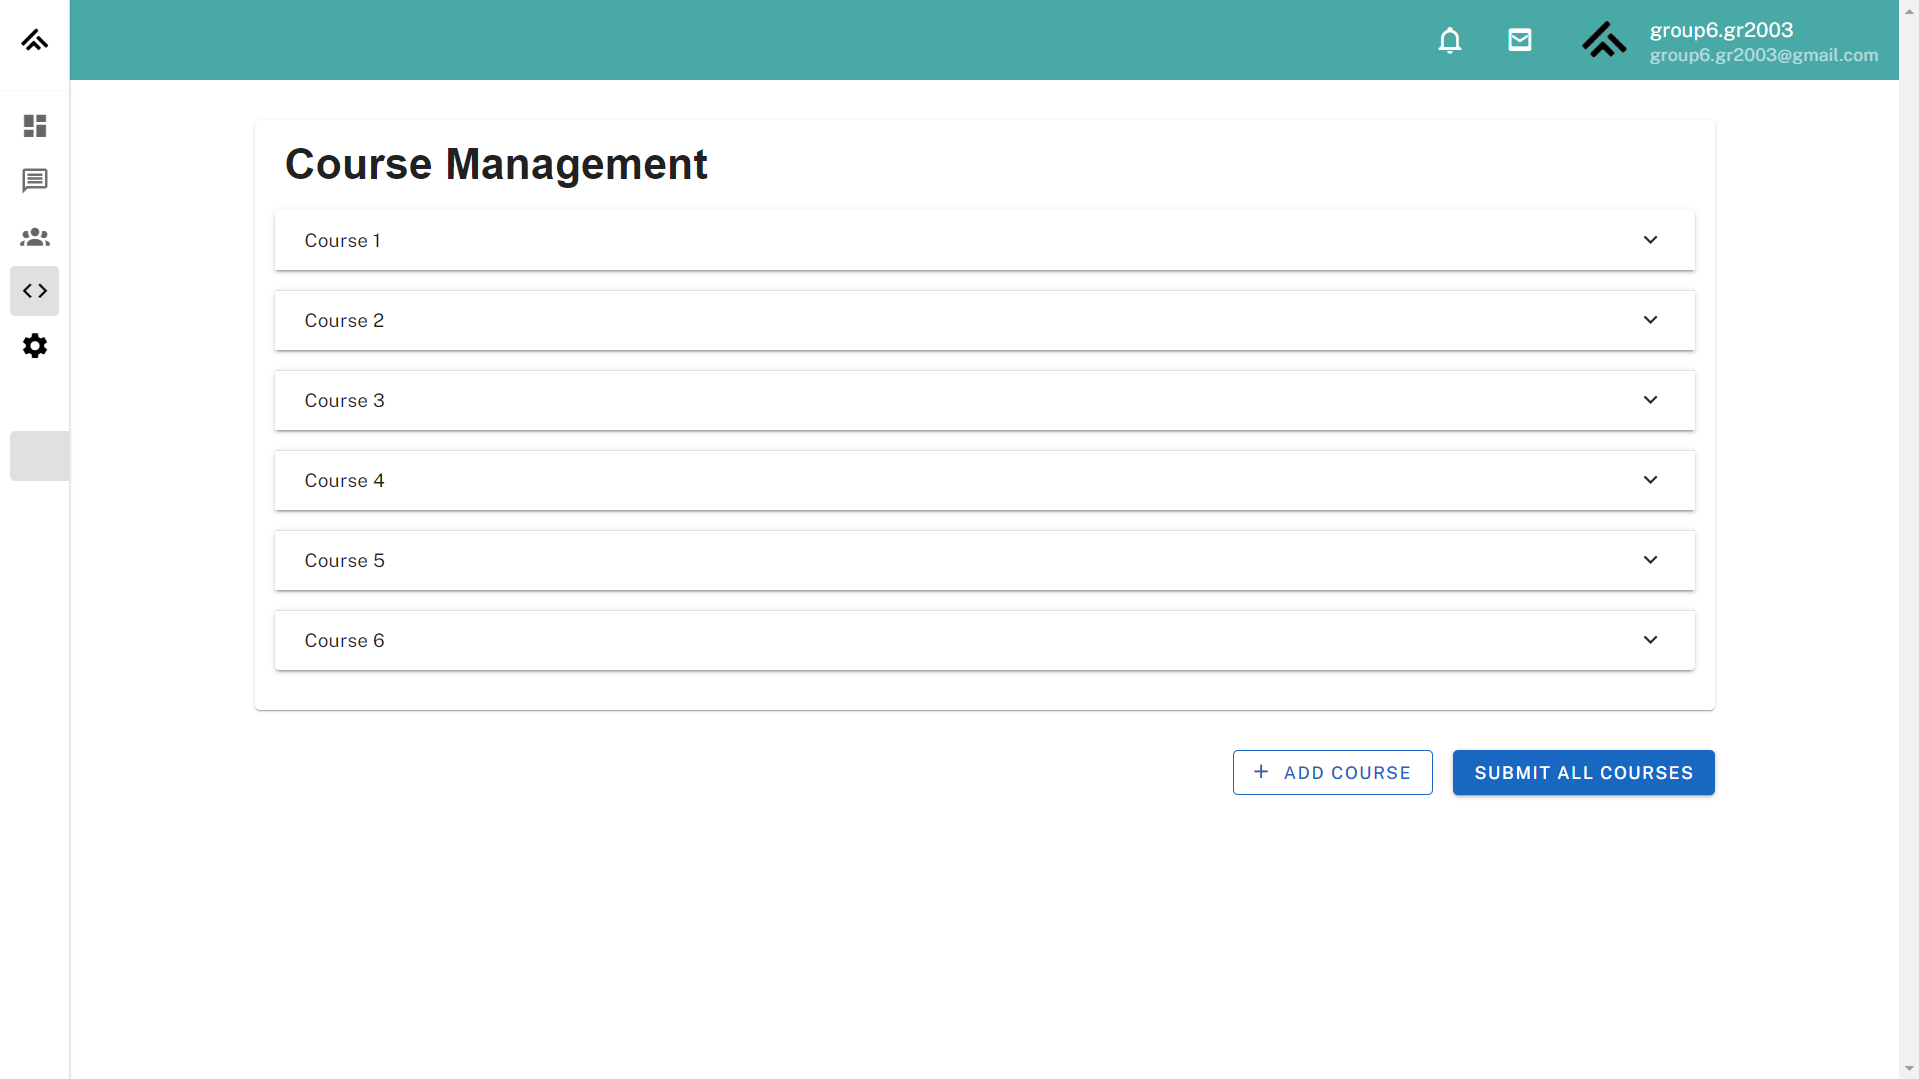 group6.gr2003
group6.gr2003@gmail.com
Course Management
Course 1
Course 2
Course 3
Course 4
Course 5
Course 6
ADD COURSE
SUBMIT ALL COURSES